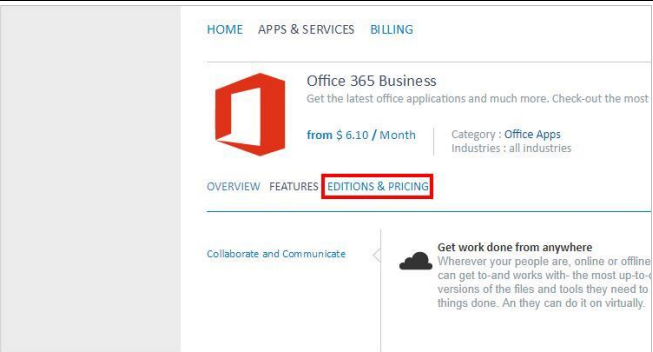 HOME APPS & SERVICES BILLING
Office 365 Business
Get the latest office applications and much more. Check-out the most
from $ 6.10 / Month
Category : Office Apps
Industries : all industries
OVERVIEW FEATURES EDITIONS & PRICING
Collaborate and Communicate
Get work done from anywhere
Wherever your people are, online or offline
can get to-and works with- the most up-to-
versions of the files and tools they need to
things done. An they can do it on virtually.